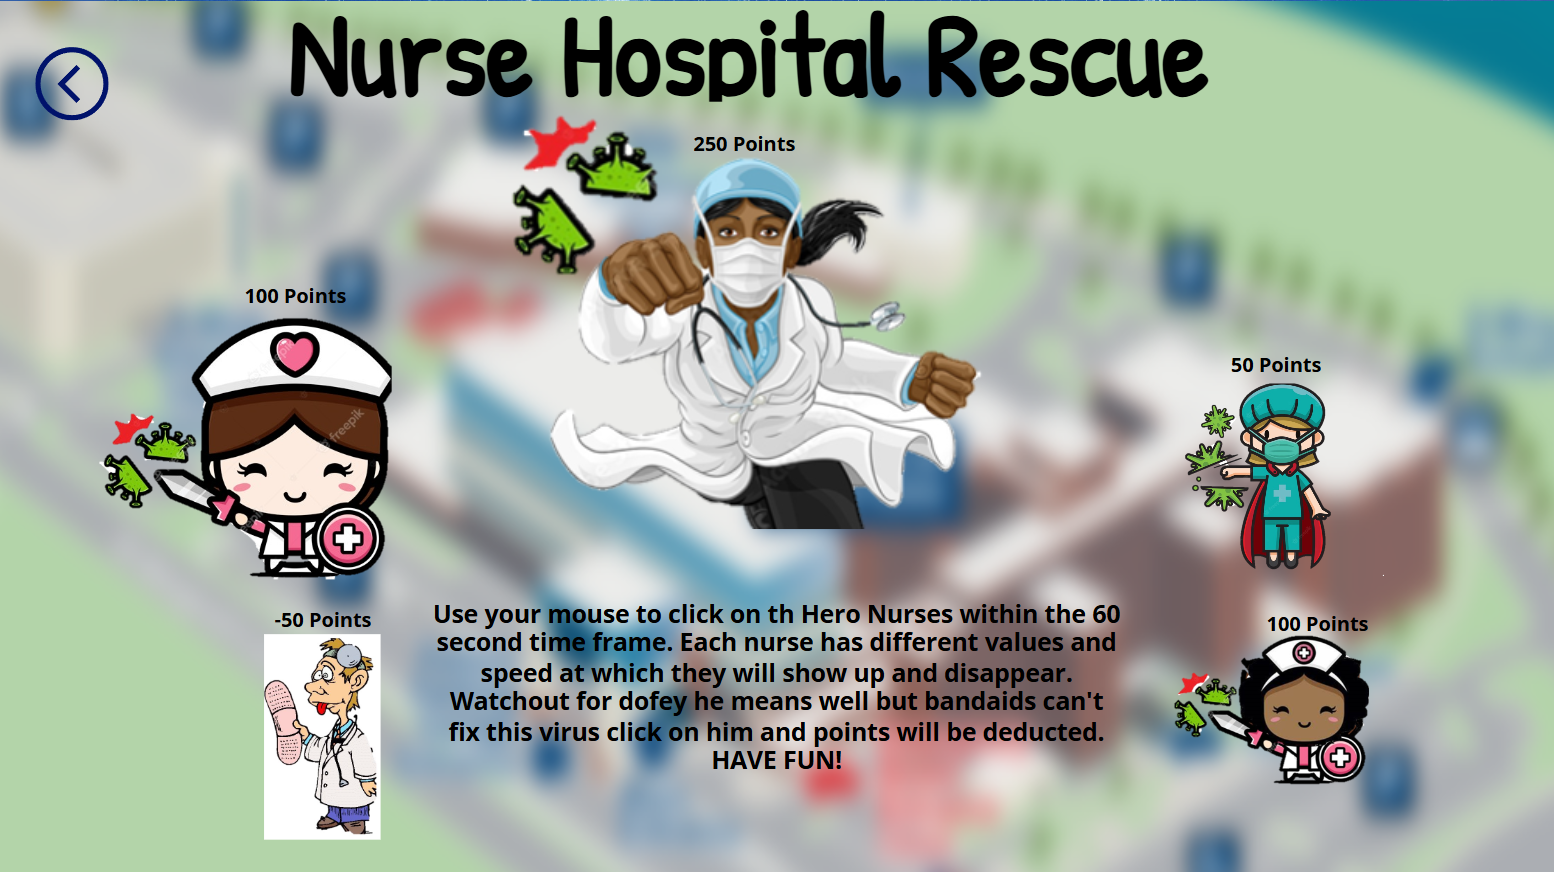 Nurse Hospital Rescue
250 Points
100 Points
50 Points
-50 Points
100 Points
Use your mouse to click on th Hero Nurses within the 60
second time frame. Each nurse has different values and
speed at which they will show up and disappear.
Watchout for dofey he means well but bandaids can't
fix this virus click on him and points will be deducted.
HAVE FUN!